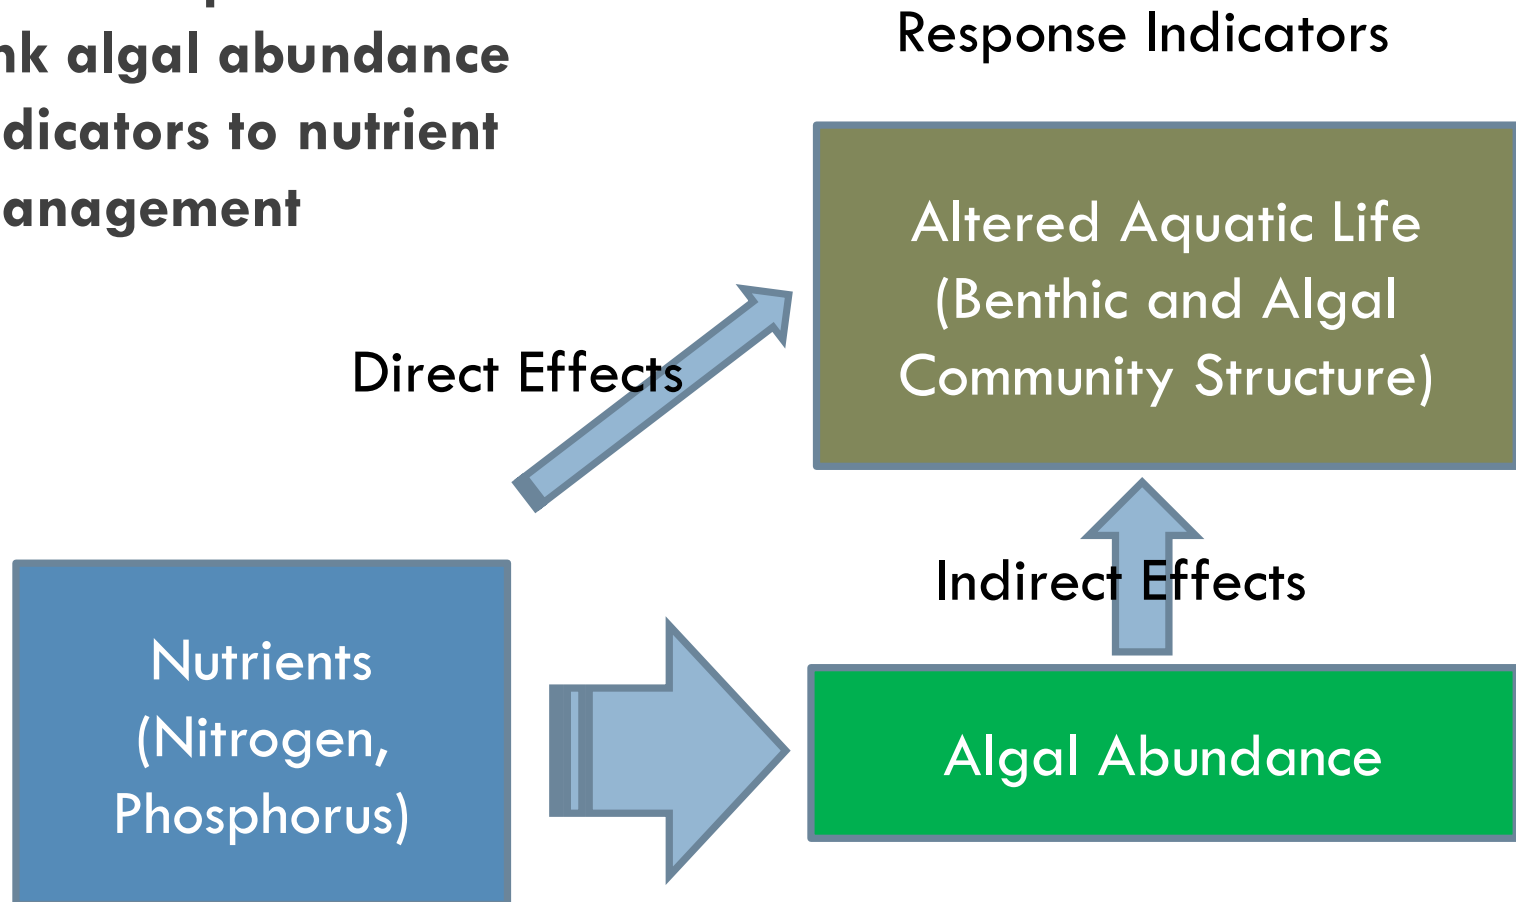 nk algal abundance
dicators to nutrient
anagement
Response Indicators
Altered Aquatic Life
(Benthic and Algal
Community Structure)
Direct Effects
Indirect Effects
Nutrients
(Nitrogen,
Phosphorus)
Algal Abundance